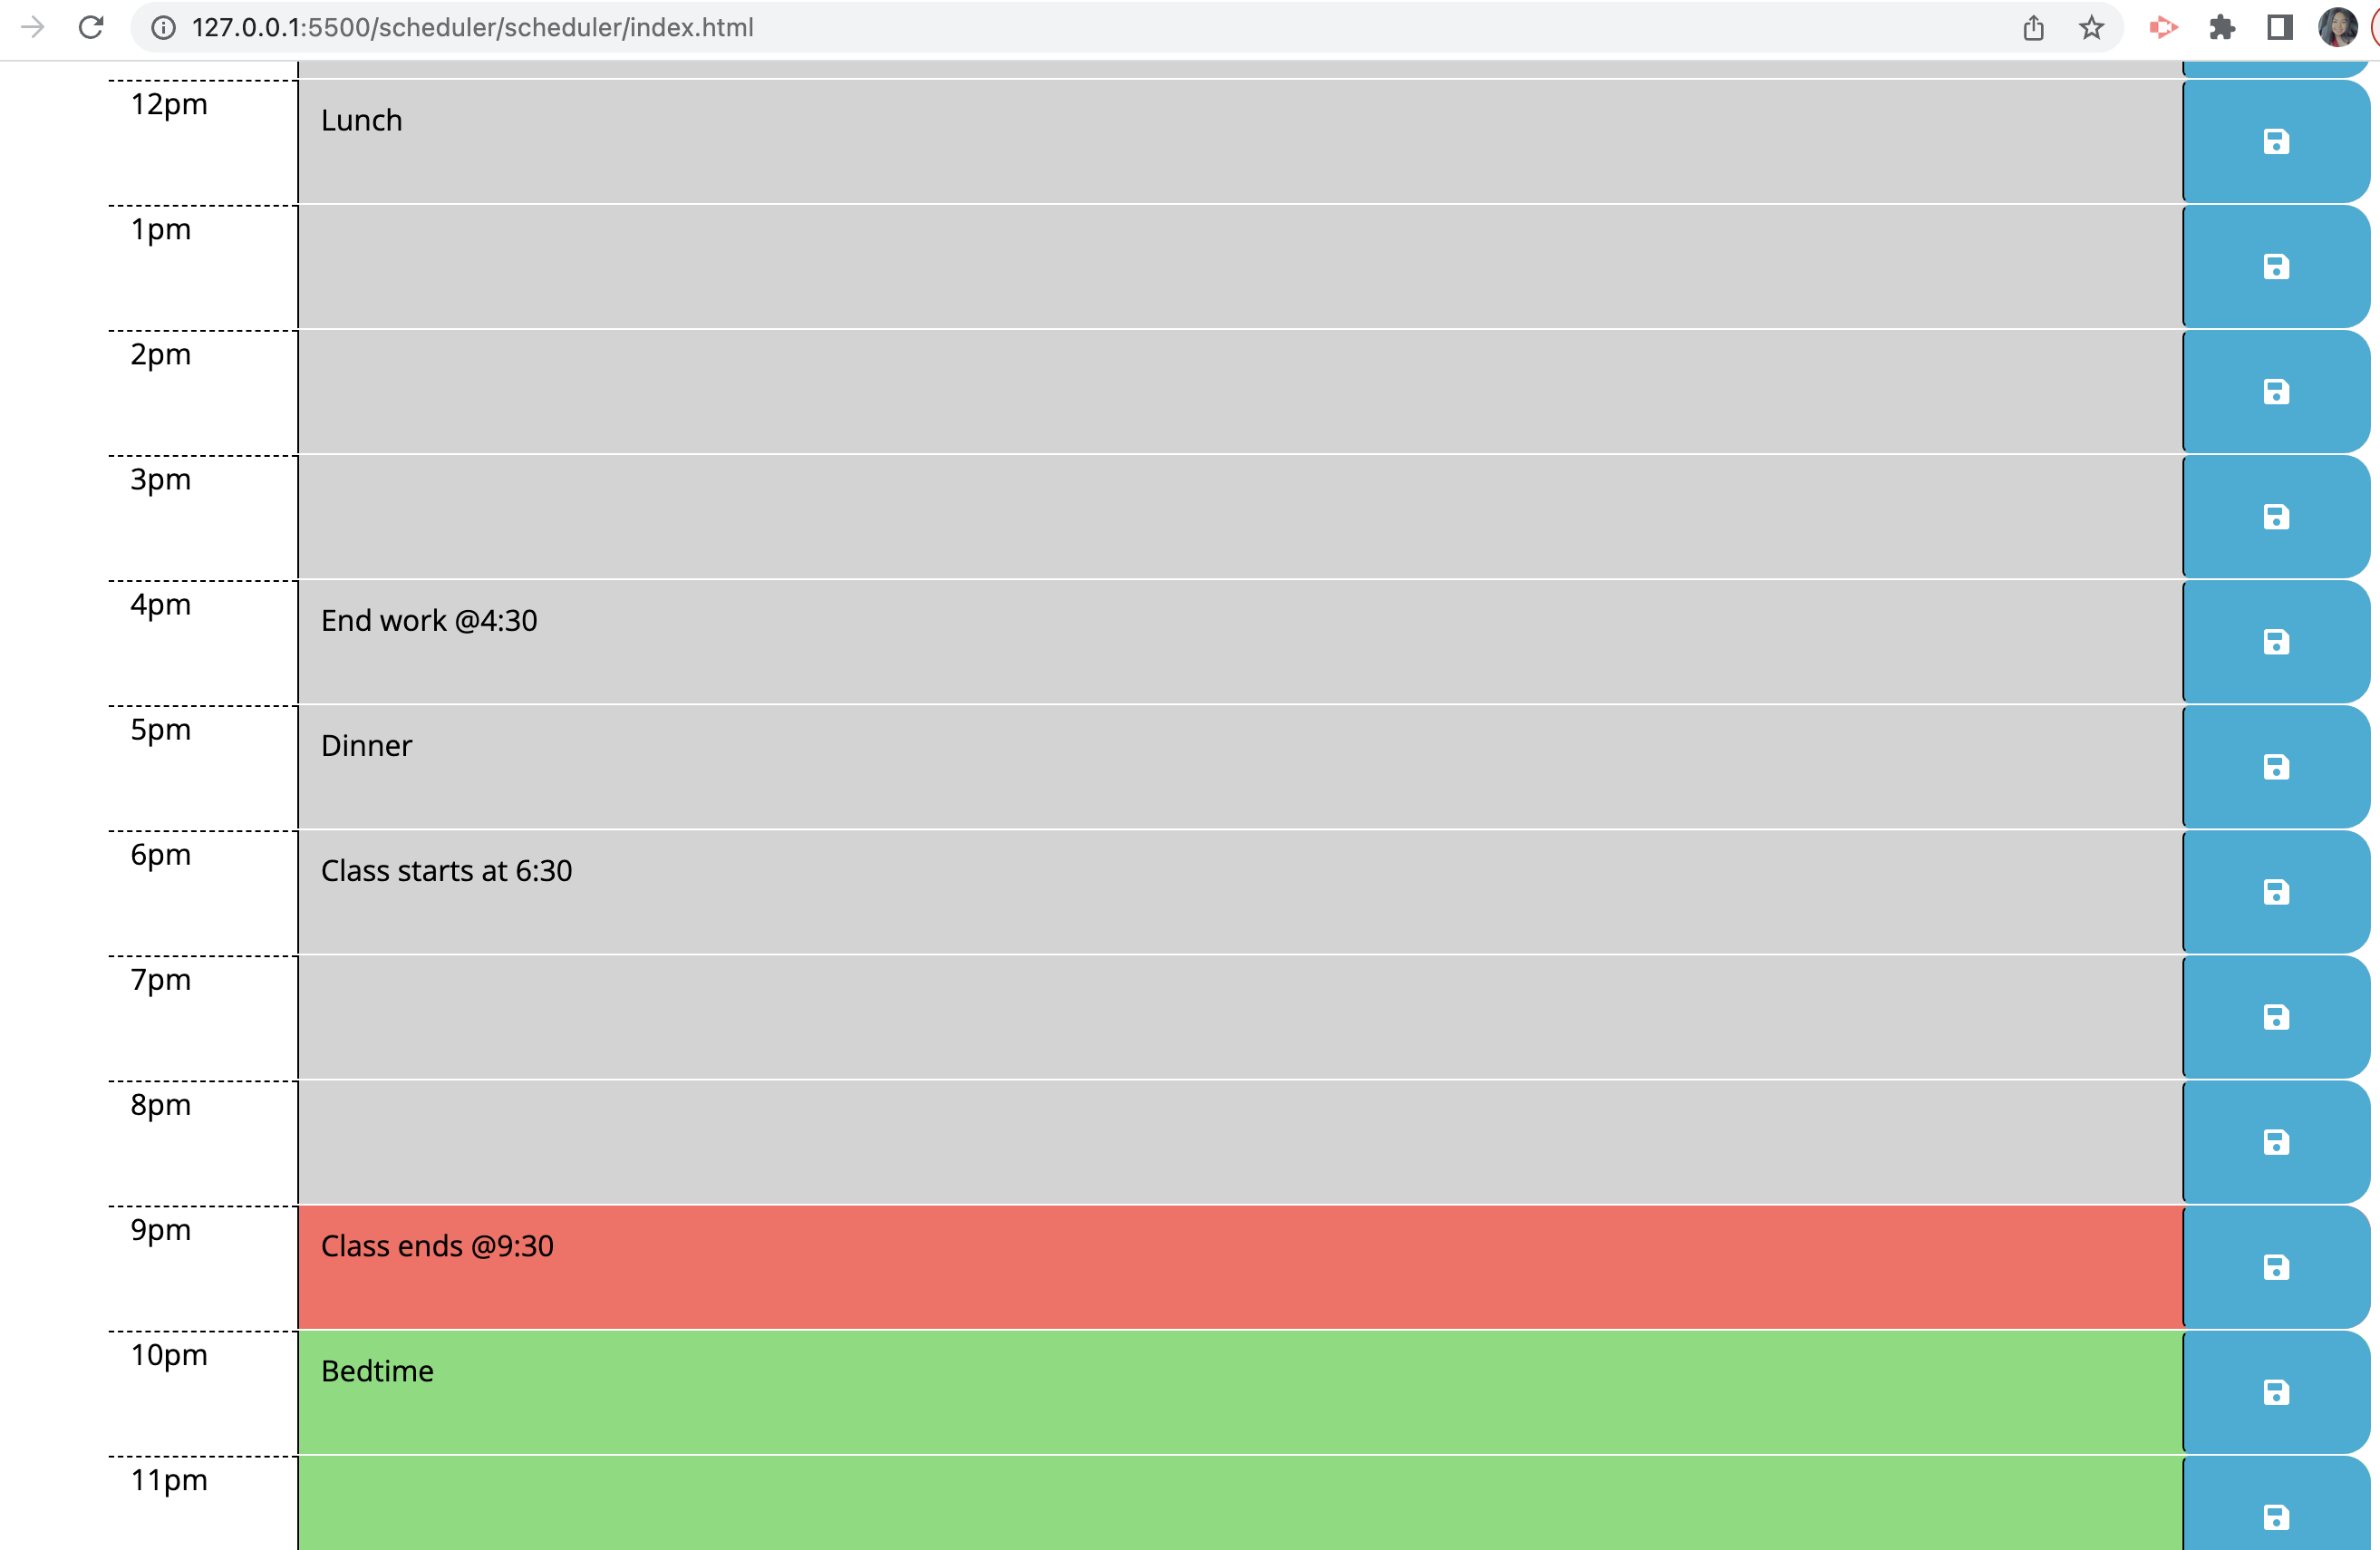 127.0.0.1:5500/scheduler/scheduler/index.html
12pm
Lunch
1pm
2pm
3pm
4pm
End work @4:30
5pm
Dinner
6pm
Class starts at 6:30
7pm
8pm
9pm
Class ends @9:30
10pm
Bedtime
11pm